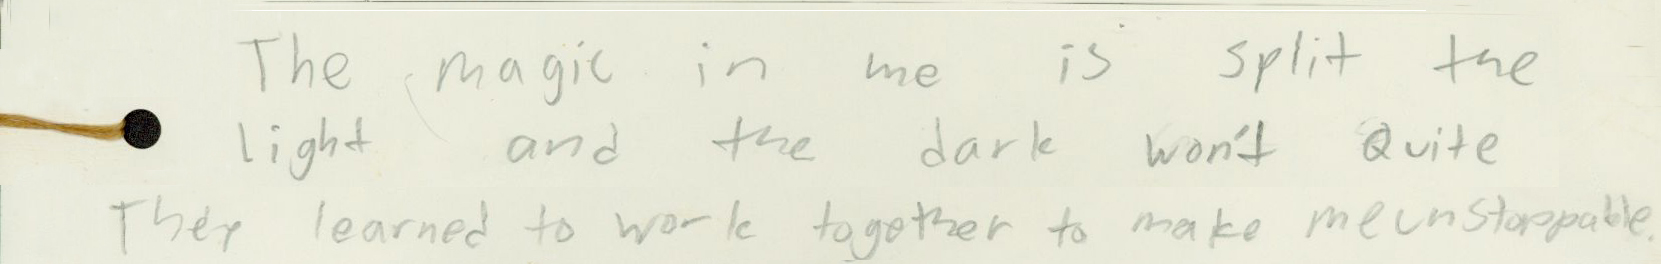 The magic in me is split the
light and the dark won't Quite
They learned to work together to make me unstoppable.